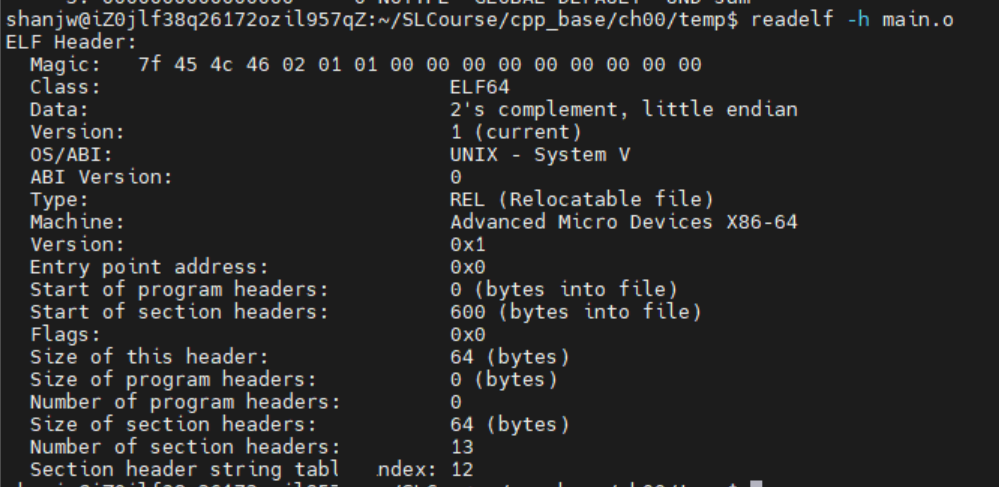 shanjw@iZ0jlf38q26172ozil957qZ:~/SLCourse/cpp_base/ch00/temp$ readelf -h main.o
ELF Header:
  Magic:   7f 45 4c 46 02 01 01 00 00 00 00 00 00 00 00 00
  Class:                             ELF64
  Data:                              2's complement, little endian
  Version:                           1 (current)
  OS/ABI:                            UNIX - System V
  ABI Version:                       0
  Type:                              REL (Relocatable file)
  Machine:                           Advanced Micro Devices X86-64
  Version:                           0x1
  Entry point address:               0x0
  Start of program headers:          0 (bytes into file)
  Start of section headers:          600 (bytes into file)
  Flags:                             0x0
  Size of this header:               64 (bytes)
  Size of program headers:           0 (bytes)
  Number of program headers:         0
  Size of section headers:           64 (bytes)
  Number of section headers:         13
  Section header string tabl  ndex: 12